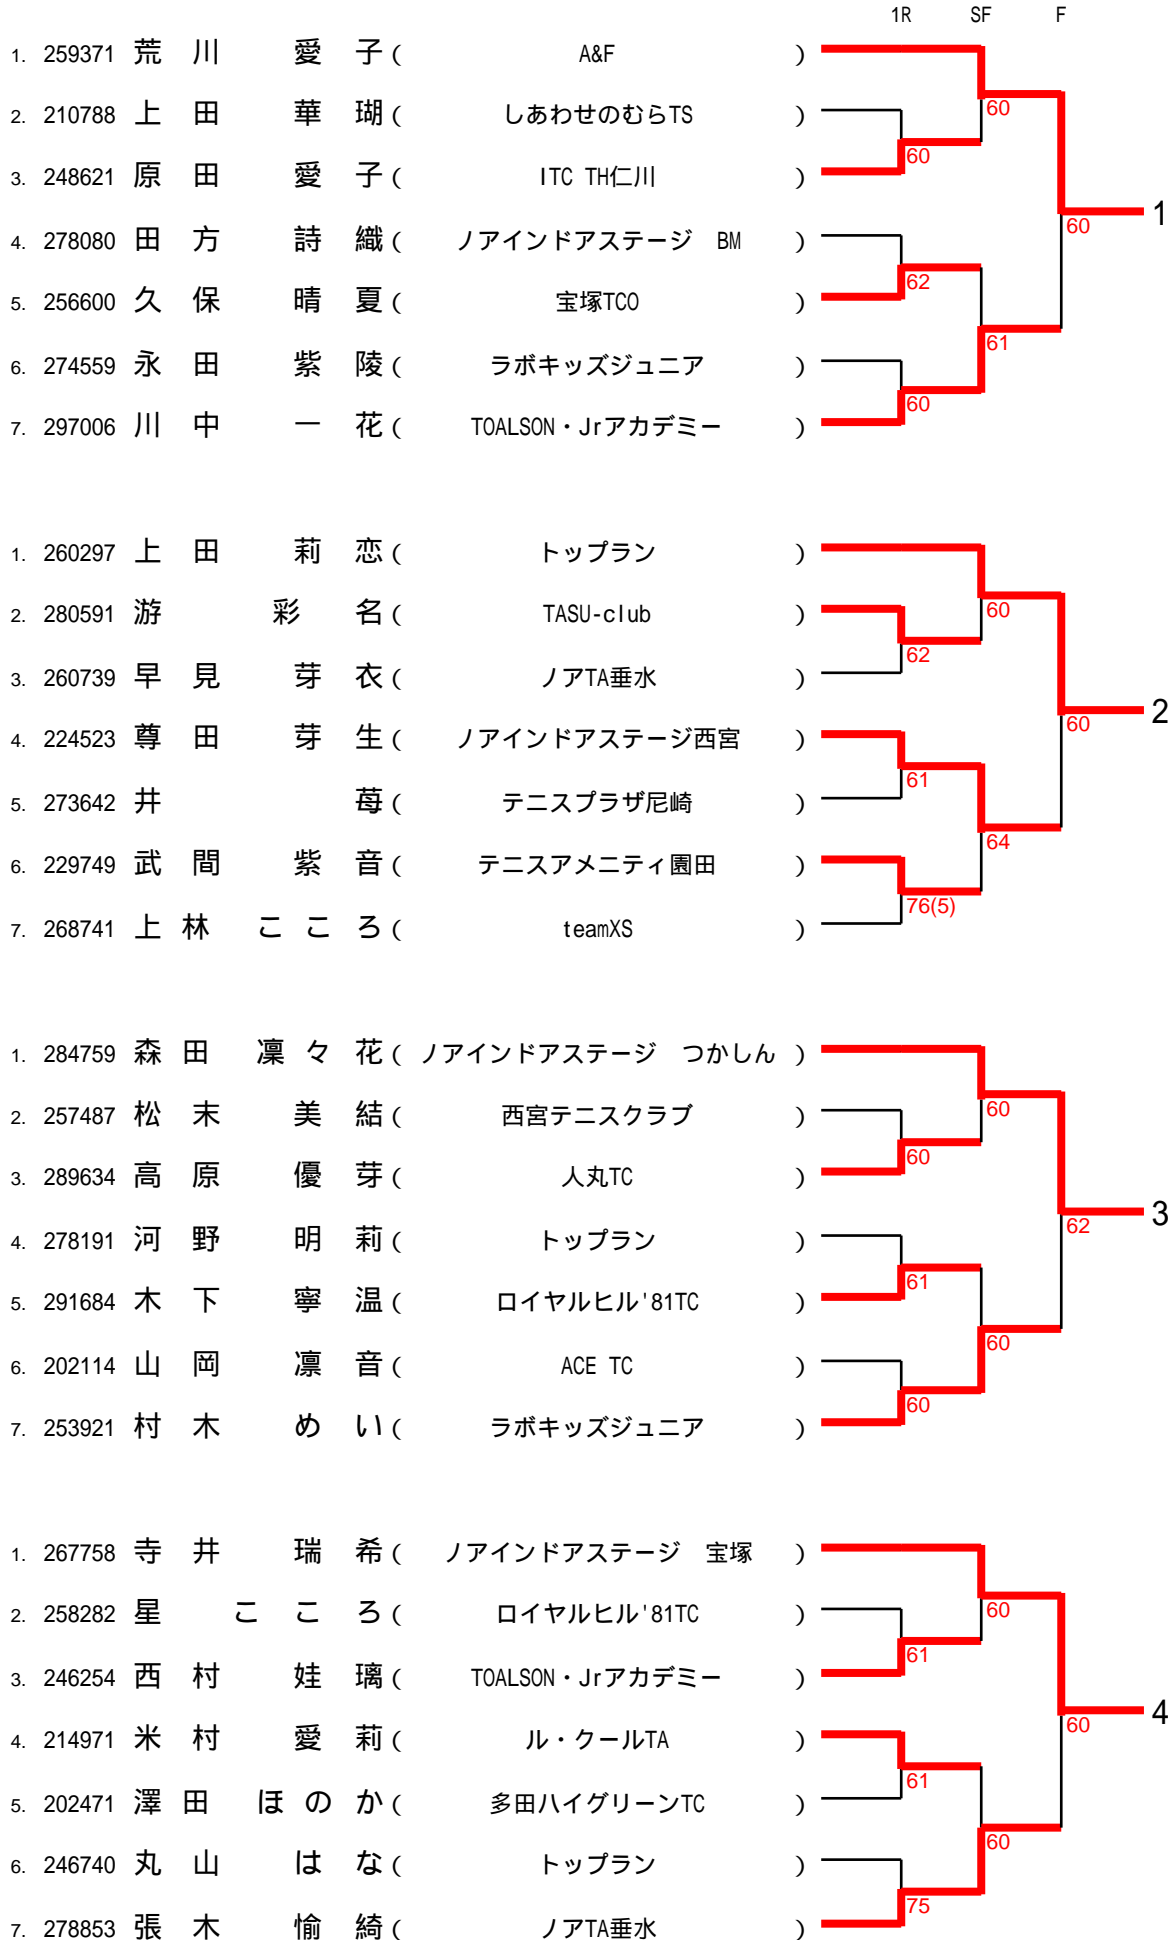 1R SF F
1. 259371 荒川 愛子 ( A&F )
2. 210788 上田 華瑚 ( しあわせのむらTS )
60
60
3. 248621 原田 愛子 ( ITC TH仁川 )
1
60
4. 278080 田方 詩織 ( ノアインドアステージ BM )
62
5. 256600 久保 晴夏 ( 宝塚TCO )
61
6. 274559 永田 紫陵 ( ラボキッズジュニア )
60
7. 297006 川中 一花 ( TOALSON・Jrアカデミー )
1. 260297 上田 莉恋 ( トップラン )
2. 280591 游 彩名 ( TASU-club )
60
62
3. 260739 早見 芽衣 ( ノアTA垂水 )
2
60
4. 224523 尊田 芽生 ( ノアインドアステージ西宮 )
61
5. 273642 井 苺 ( テニスプラザ尼崎 )
64
6. 229749 武間 紫音 ( テニスアメニティ園田 )
76(5)
7. 268741 上林 こころ ( teamXS )
1. 284759 森田 凜々花 ( ノアインドアステージ つかしん )
2. 257487 松末 美結 ( 西宮テニスクラブ )
60
60
3. 289634 高原 優芽 ( 人丸TC )
3
62
4. 278191 河野 明莉 ( トップラン )
61
5. 291684 木下 寧温 ( ロイヤルヒル'81TC )
60
6. 202114 山岡 凛音 ( ACE TC )
60
7. 253921 村木 めい ( ラボキッズジュニア )
1. 267758 寺井 瑞希 ( ノアインドアステージ 宝塚 )
2. 258282 星 こころ ( ロイヤルヒル'81TC )
60
61
3. 246254 西村 娃璃 ( TOALSON・Jrアカデミー )
4
60
4. 214971 米村 愛莉 ( ル・クールTA )
61
5. 202471 澤田 ほのか ( 多田ハイグリーンTC )
60
6. 246740 丸山 はな ( トップラン )
75
7. 278853 張木 愉綺 ( ノアTA垂水 )